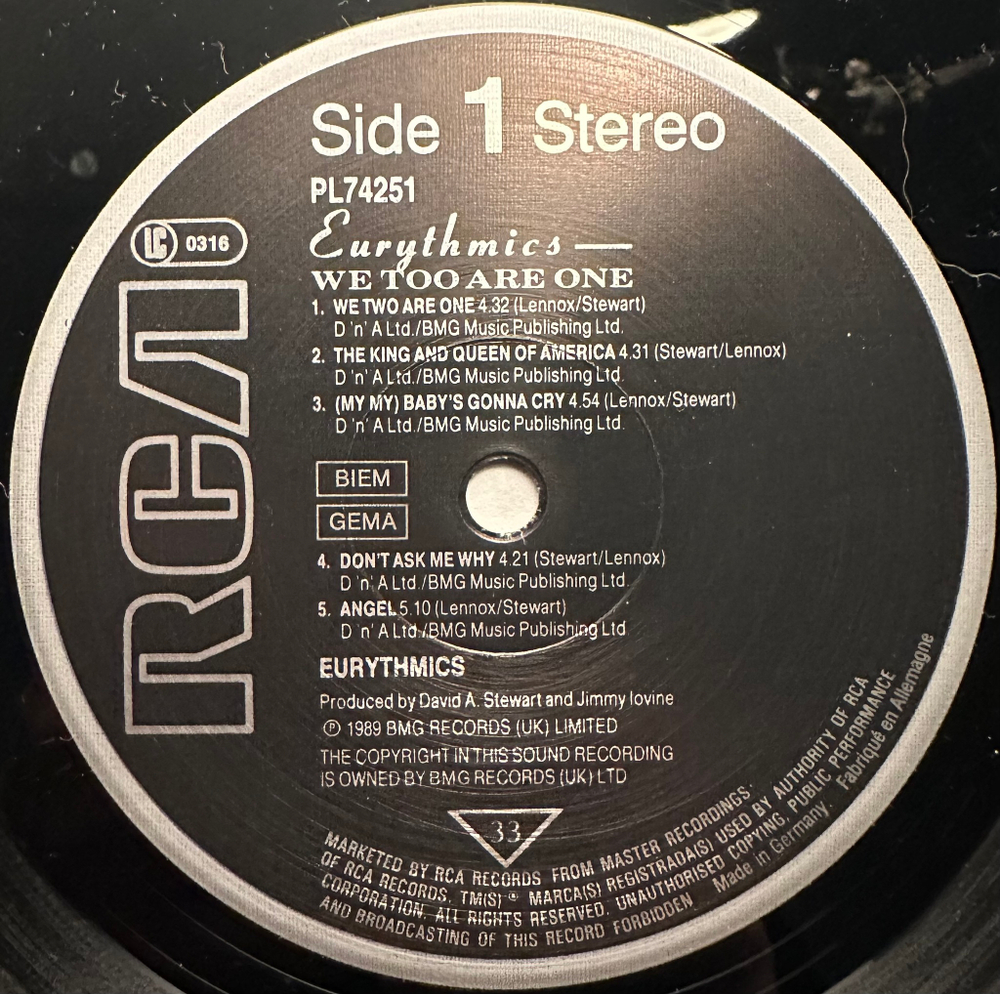 Side 1 Stereo
PL74251
Eurythmics —
WE TOO ARE ONE
LC 0316
RCA
1. WE TWO ARE ONE 4.32 (Lennox/Stewart)
D 'n' A Ltd./BMG Music Publishing Ltd.
2. THE KING AND QUEEN OF AMERICA 4.31 (Stewart/Lennox)
D 'n' A Ltd./BMG Music Publishing Ltd.
3. (MY MY) BABY'S GONNA CRY 4.54 (Lennox/Stewart)
D 'n' A Ltd./BMG Music Publishing Ltd.
BIEM
GEMA
4. DON'T ASK ME WHY 4.21 (Stewart/Lennox)
D 'n' A Ltd./BMG Music Publishing Ltd.
5. ANGEL 5.10 (Lennox/Stewart)
D 'n' A Ltd./BMG Music Publishing Ltd.
EURYTHMICS
Produced by David A. Stewart and Jimmy Iovine
℗ 1989 BMG RECORDS (UK) LIMITED
THE COPYRIGHT IN THIS SOUND RECORDING
IS OWNED BY BMG RECORDS (UK) LTD
33
MARKETED BY RCA RECORDS FROM MASTER RECORDINGS
OF RCA RECORDS. TM(S) ® MARCA(S) REGISTRADA(S) USED BY AUTHORITY OF RCA
CORPORATION. ALL RIGHTS RESERVED. UNAUTHORISED COPYING, PUBLIC PERFORMANCE
AND BROADCASTING OF THIS RECORD FORBIDDEN Made in Germany. Fabriqué en Allemagne